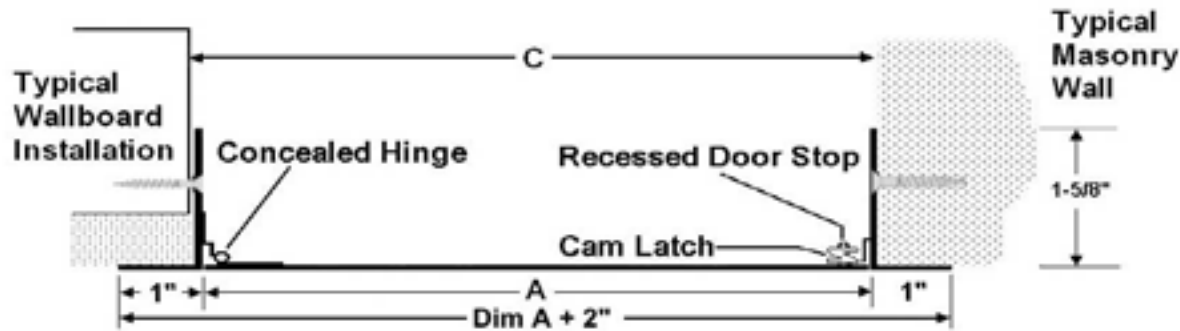 C
Typical
Wallboard
Installation
Concealed Hinge
Recessed Door Stop
Cam Latch
Typical
Masonry
Wall
1-5/8"
1"
A
1"
Dim A + 2"